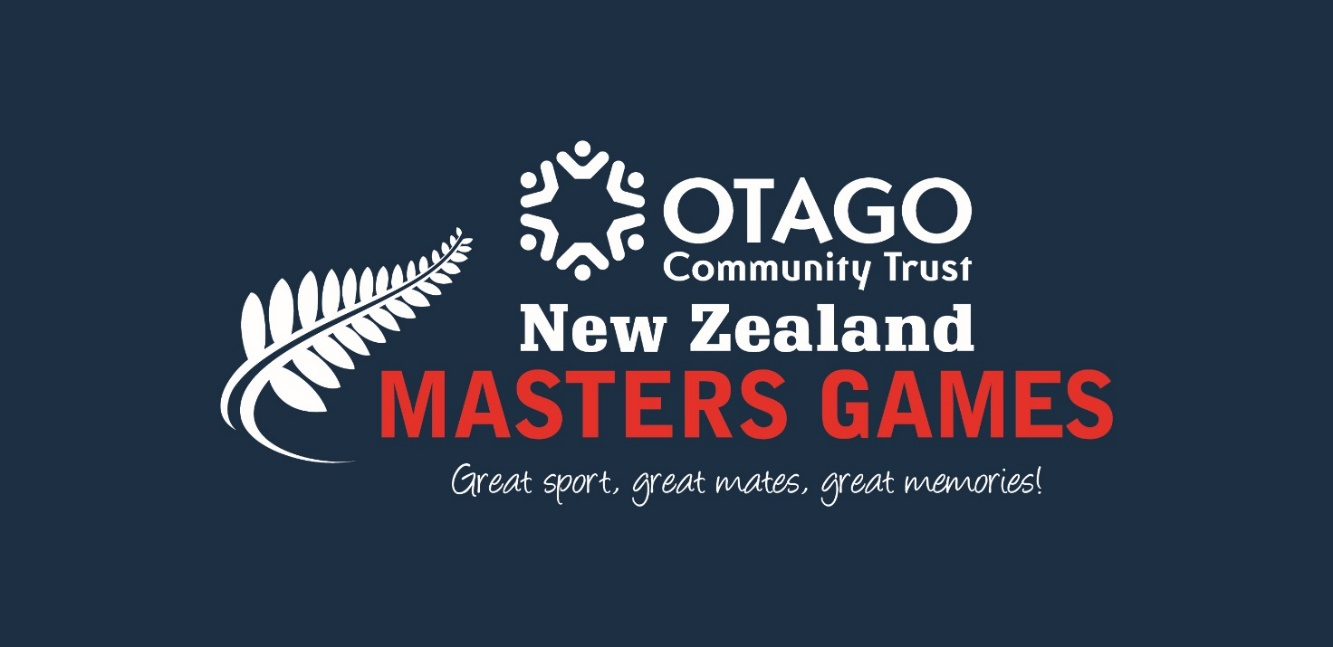 OTAGO
Community Trust
New Zealand
MASTERS GAMES
Great sport, great mates, great memories!